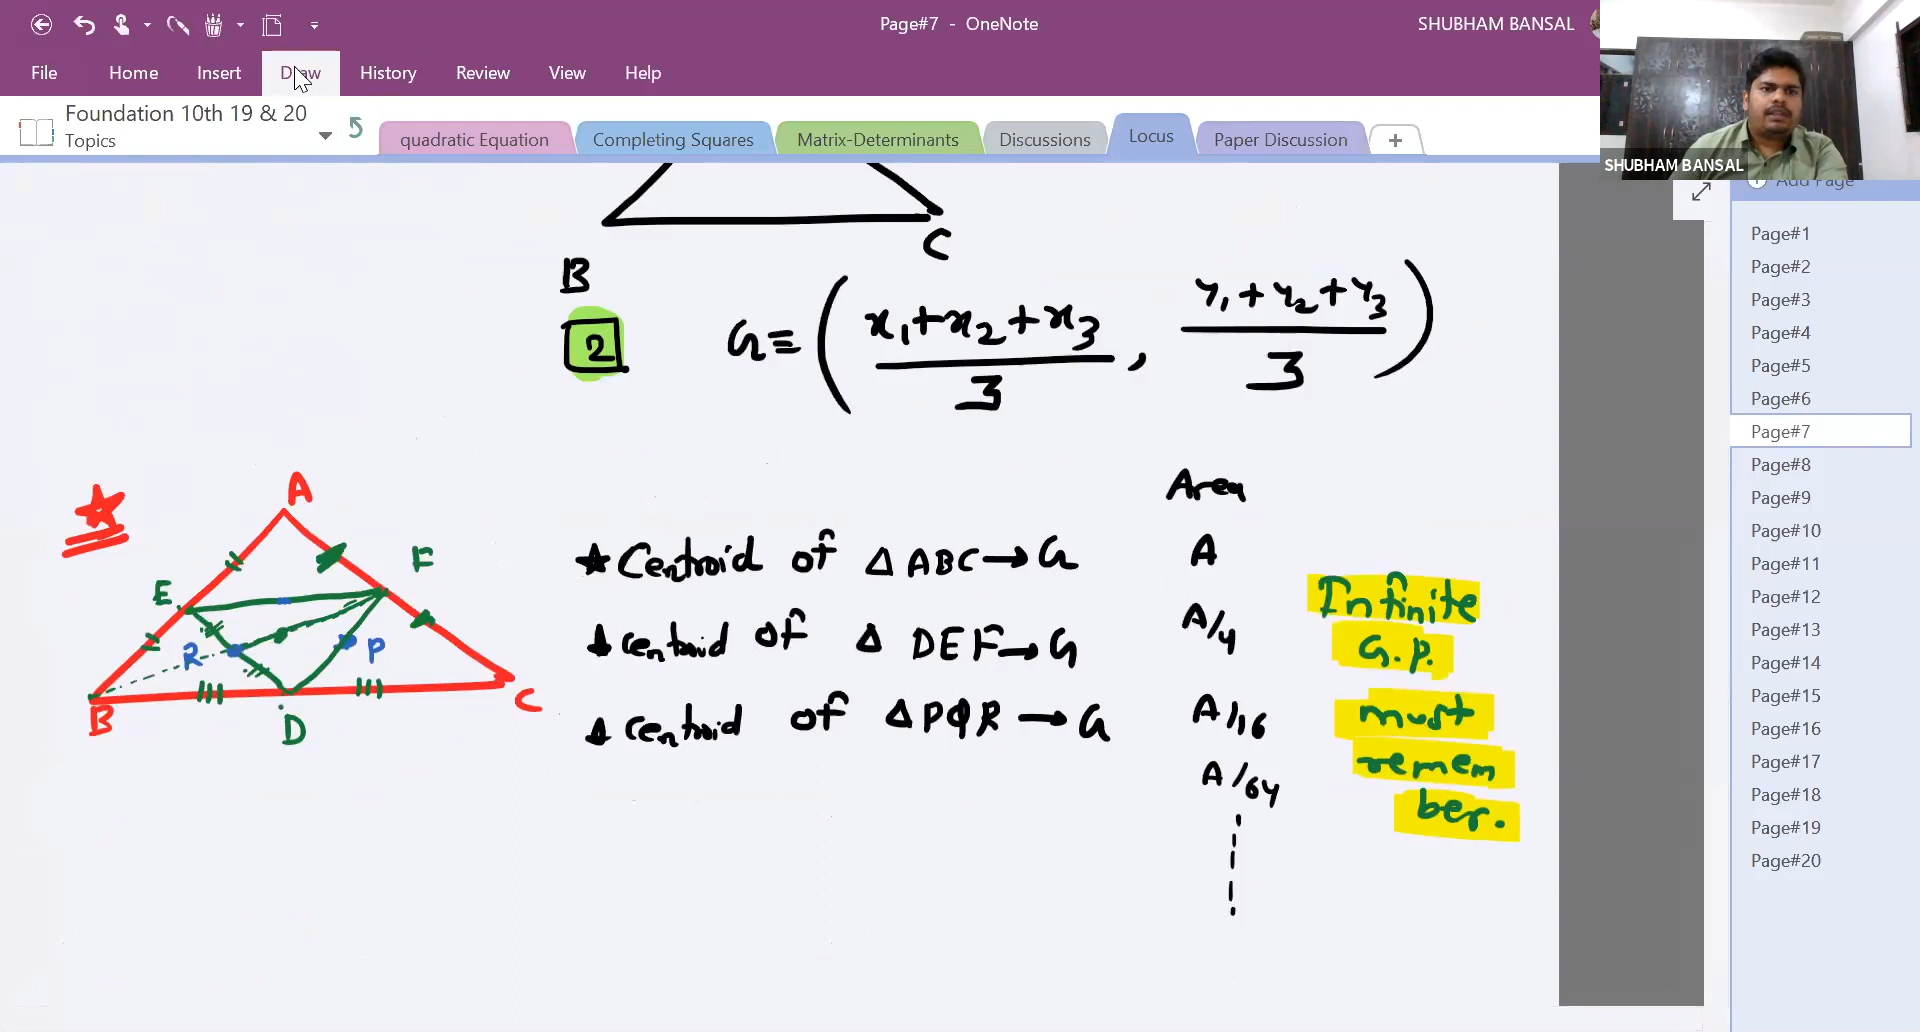 Page#7 - OneNote
SHUBHAM BANSAL
File Home Insert Draw History Review View Help
Foundation 10th 19 & 20
Topics
quadratic Equation Completing Squares Matrix-Determinants Discussions Locus Paper Discussion +
SHUBHAM BANSAL
Add Page
Page#1
Page#2
Page#3
Page#4
Page#5
Page#6
Page#7
Page#8
Page#9
Page#10
Page#11
Page#12
Page#13
Page#14
Page#15
Page#16
Page#17
Page#18
Page#19
Page#20
B C
2 G ≡ ( x₁+x₂+x₃ / 3 , y₁+y₂+y₃ / 3 )
A
E F
R P
B D C
Area
★ Centroid of Δ ABC → G A
★ centroid of Δ DEF → G A/4
★ centroid of Δ PQR → G A/16
A/64
Infinite
G.P.
must
remem
ber.